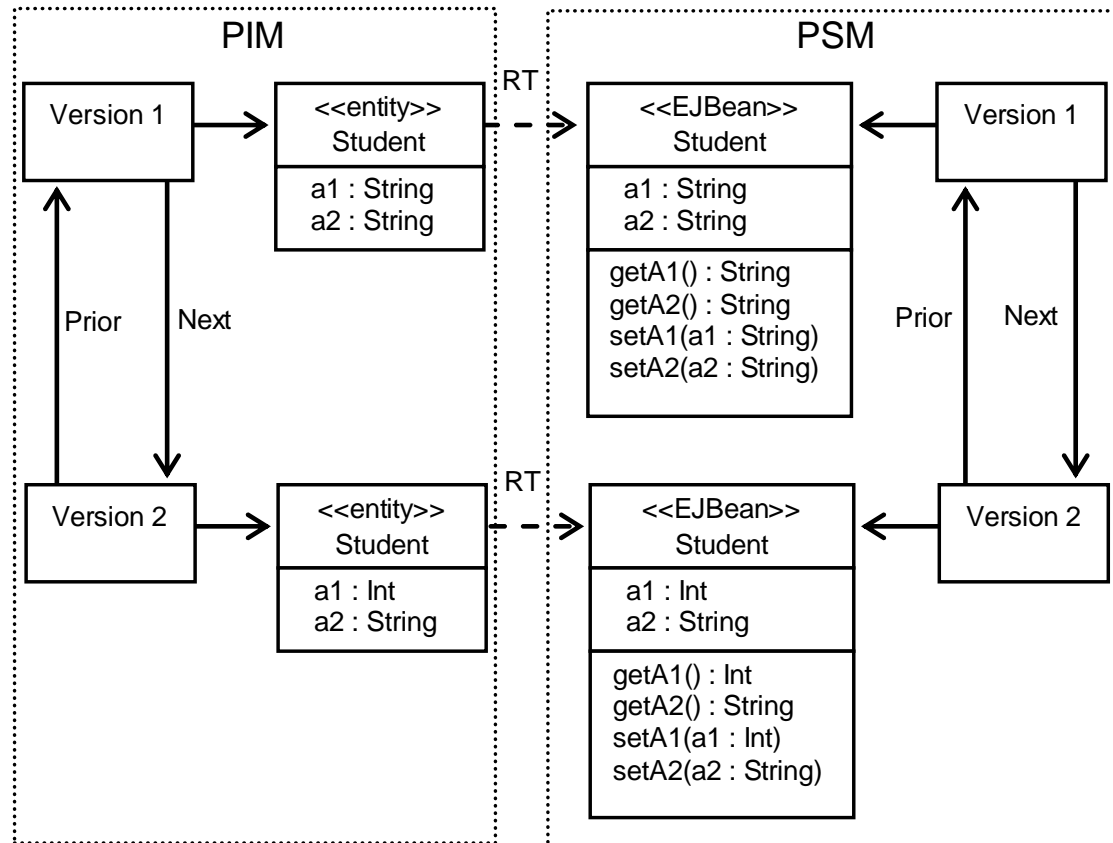 PIM
PSM
Version 1
<<entity>>
Student
a1 : String
a2 : String
RT
<<EJBean>>
Student
a1 : String
a2 : String
getA1() : String
getA2() : String
setA1(a1 : String)
setA2(a2 : String)
Version 1
Prior
Next
Prior
Next
Version 2
<<entity>>
Student
a1 : Int
a2 : String
RT
<<EJBean>>
Student
a1 : Int
a2 : String
getA1() : Int
getA2() : String
setA1(a1 : Int)
setA2(a2 : String)
Version 2